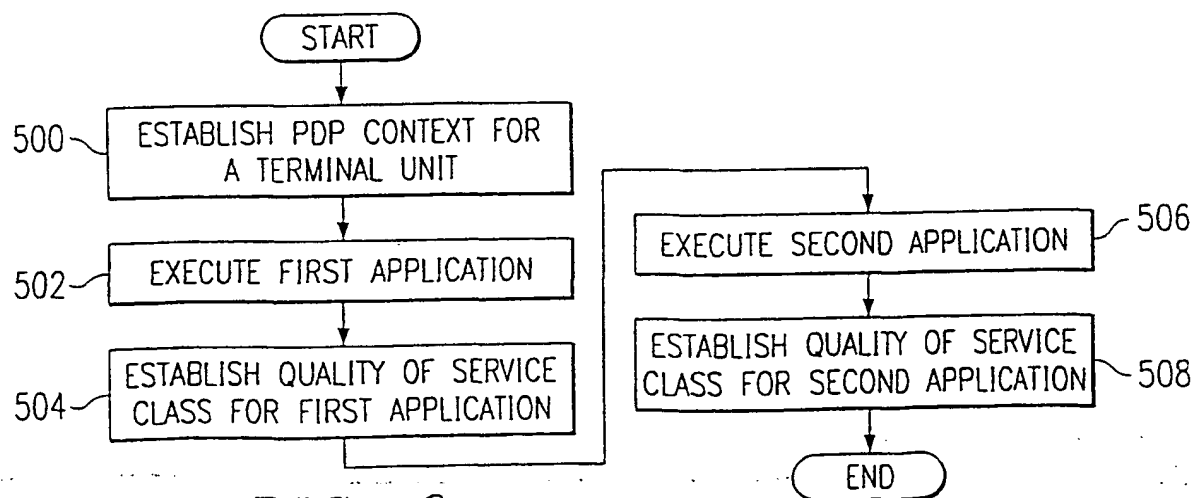 START
500
ESTABLISH PDP CONTEXT FOR
A TERMINAL UNIT
502
EXECUTE FIRST APPLICATION
504
ESTABLISH QUALITY OF SERVICE
CLASS FOR FIRST APPLICATION
506
EXECUTE SECOND APPLICATION
508
ESTABLISH QUALITY OF SERVICE
CLASS FOR SECOND APPLICATION
END